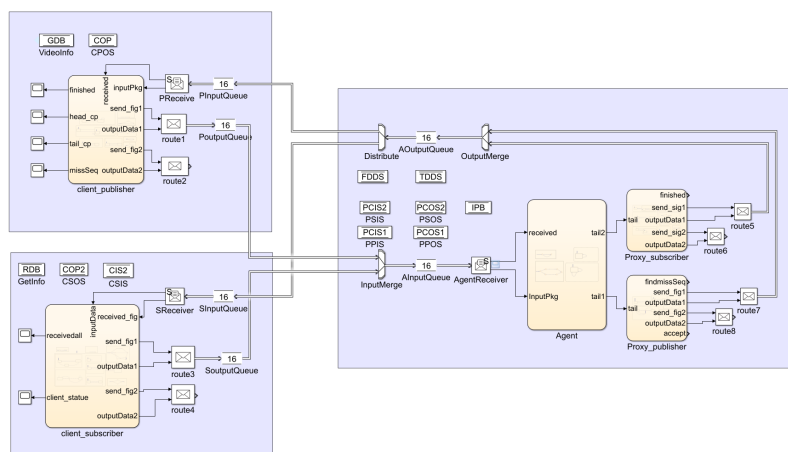 GDB
COP
VideoInfo
CPOS
finished
head_cp
tail_cp
missSeq
received
inputPkg
send_fig1
outputData1
send_fig2
outputData2
client_publisher
S
PReceive
16
PInputQueue
route1
16
PoutputQueue
route2
RDB
COP2
CIS2
GetInfo
CSOS
CSIS
inputData
received_fig
receivedall
send_fig1
outputData1
client_statue
send_fig2
outputData2
client_subscriber
S
SReceiver
16
SInputQueue
route3
16
SoutputQueue
route4
Distribute
16
AOutputQueue
OutputMerge
FDDS
TDDS
PCIS2
PCOS2
IPB
PSIS
PSOS
PCIS1
PCOS1
PPIS
PPOS
InputMerge
16
AInputQueue
S
AgentReceiver
received
InputPkg
tail2
tail1
Agent
finished
send_sig1
tail
outputData1
send_sig2
outputData2
Proxy_subscriber
route5
route6
findmissSeq
send_fig1
outputData1
tail
send_fig2
outputData2
accept
Proxy_publisher
route7
route8